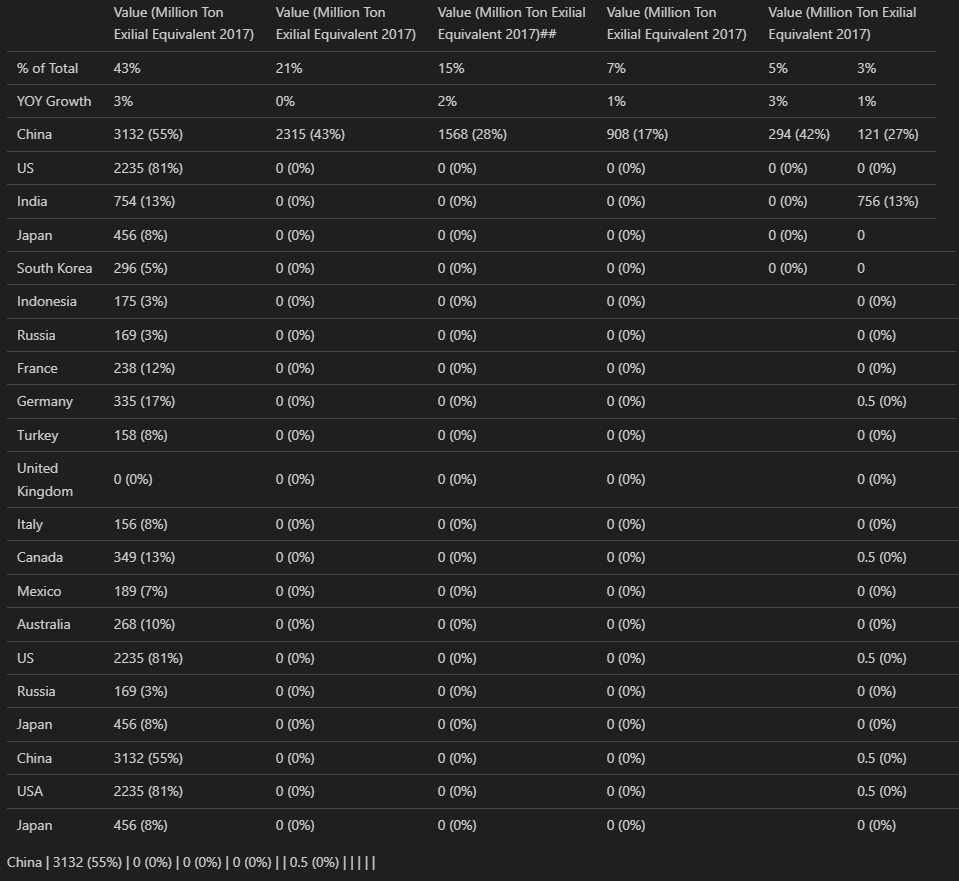 Value (Million Ton Exilial Equivalent 2017) Value (Million Ton Exilial Equivalent 2017) Value (Million Ton Exilial Equivalent 2017)## Value (Million Ton Exilial Equivalent 2017) Value (Million Ton Exilial Equivalent 2017)
% of Total 43% 21% 15% 7% 5% 3%
YOY Growth 3% 0% 2% 1% 3% 1%
China 3132 (55%) 2315 (43%) 1568 (28%) 908 (17%) 294 (42%) 121 (27%)
US 2235 (81%) 0 (0%) 0 (0%) 0 (0%) 0 (0%) 0 (0%)
India 754 (13%) 0 (0%) 0 (0%) 0 (0%) 0 (0%) 756 (13%)
Japan 456 (8%) 0 (0%) 0 (0%) 0 (0%) 0 (0%) 0
South Korea 296 (5%) 0 (0%) 0 (0%) 0 (0%) 0 (0%) 0
Indonesia 175 (3%) 0 (0%) 0 (0%) 0 (0%) 0 (0%)
Russia 169 (3%) 0 (0%) 0 (0%) 0 (0%) 0 (0%)
France 238 (12%) 0 (0%) 0 (0%) 0 (0%) 0 (0%)
Germany 335 (17%) 0 (0%) 0 (0%) 0 (0%) 0.5 (0%)
Turkey 158 (8%) 0 (0%) 0 (0%) 0 (0%) 0 (0%)
United Kingdom 0 (0%) 0 (0%) 0 (0%) 0 (0%) 0 (0%)
Italy 156 (8%) 0 (0%) 0 (0%) 0 (0%) 0 (0%)
Canada 349 (13%) 0 (0%) 0 (0%) 0 (0%) 0.5 (0%)
Mexico 189 (7%) 0 (0%) 0 (0%) 0 (0%) 0 (0%)
Australia 268 (10%) 0 (0%) 0 (0%) 0 (0%) 0 (0%)
US 2235 (81%) 0 (0%) 0 (0%) 0 (0%) 0.5 (0%)
Russia 169 (3%) 0 (0%) 0 (0%) 0 (0%) 0 (0%)
Japan 456 (8%) 0 (0%) 0 (0%) 0 (0%) 0 (0%)
China 3132 (55%) 0 (0%) 0 (0%) 0 (0%) 0.5 (0%)
USA 2235 (81%) 0 (0%) 0 (0%) 0 (0%) 0.5 (0%)
Japan 456 (8%) 0 (0%) 0 (0%) 0 (0%) 0 (0%)
China | 3132 (55%) | 0 (0%) | 0 (0%) | 0 (0%) | | 0.5 (0%) | | | | |